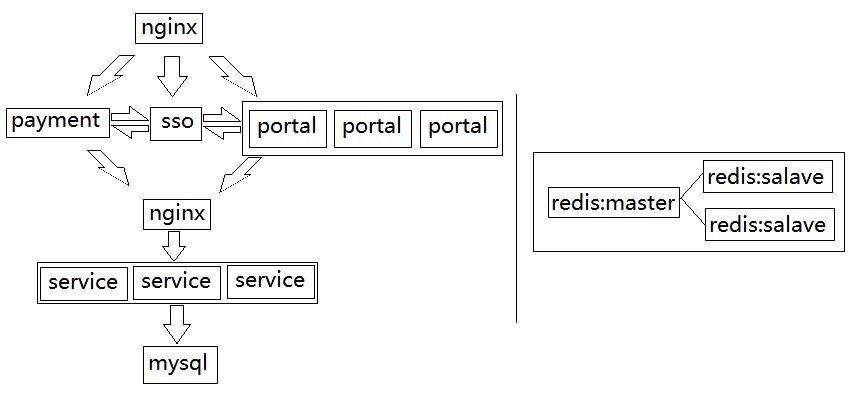 nginx
payment
sso
portal
portal
portal
nginx
service
service
service
mysql
redis:master
redis:salave
redis:salave